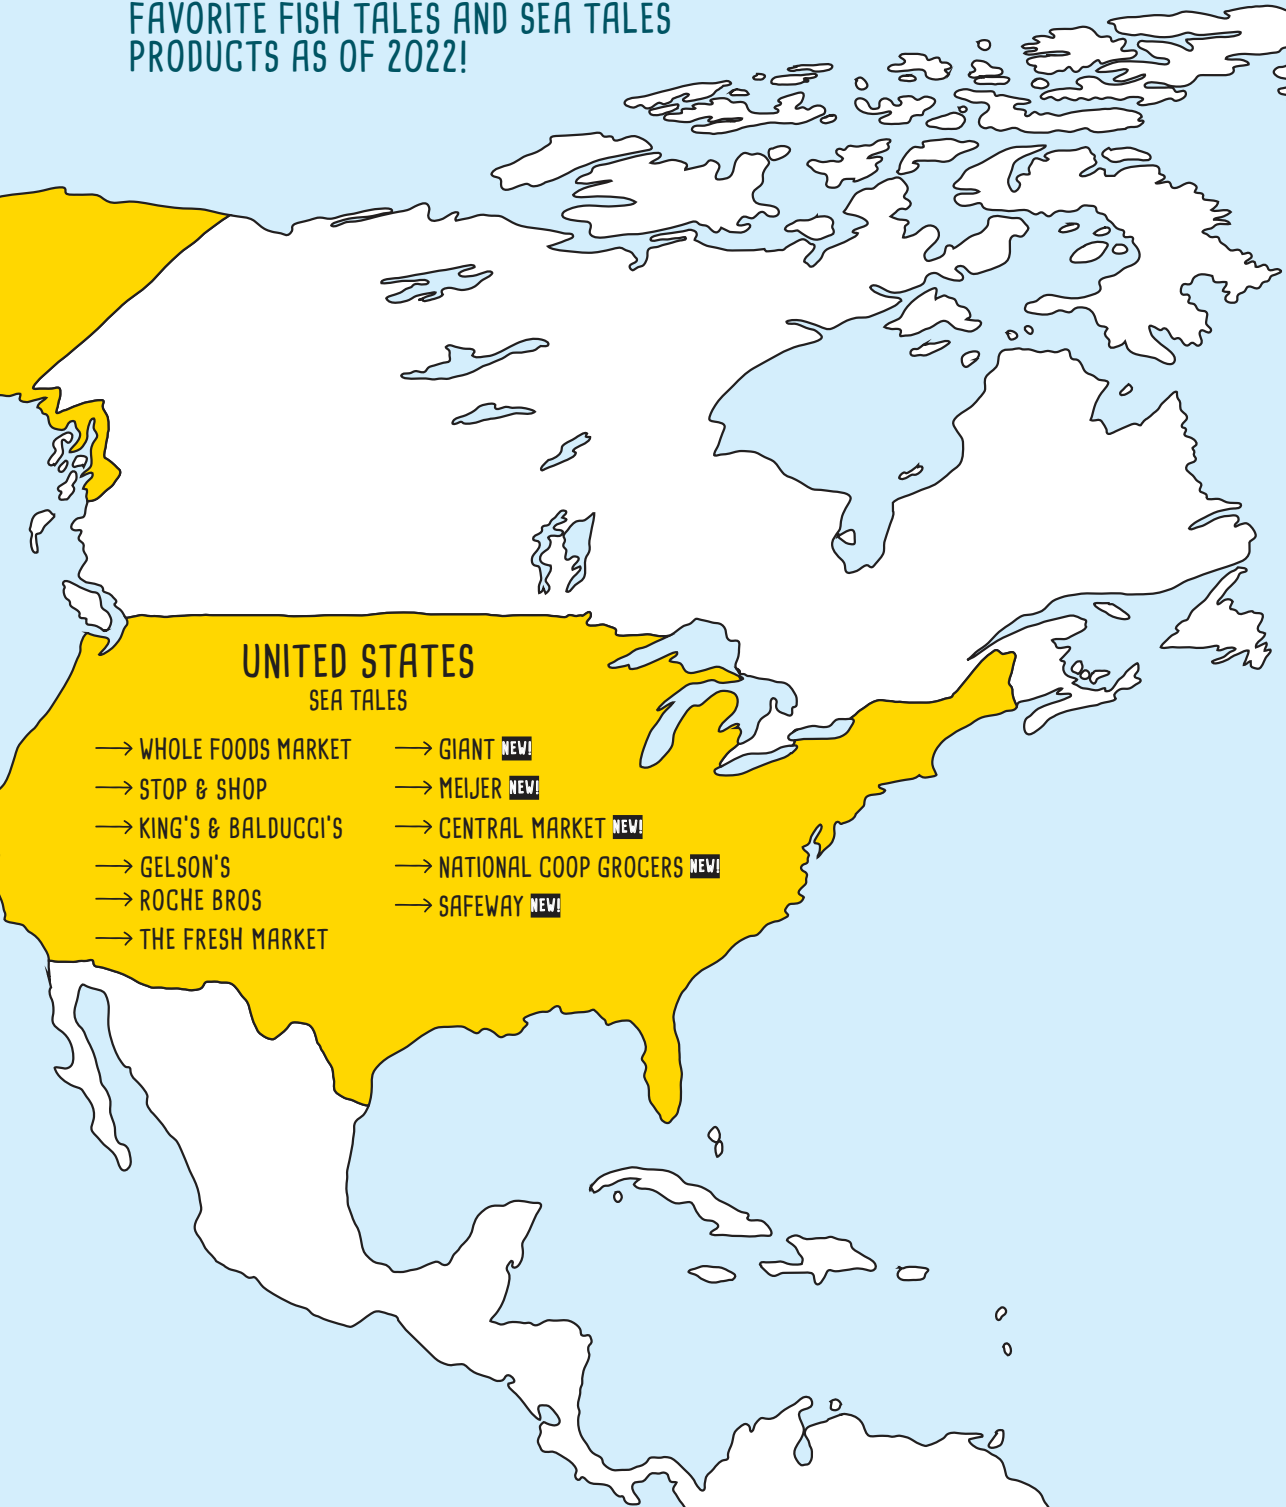 FAVORITE FISH TALES AND SEA TALES
PRODUCTS AS OF 2022!
UNITED STATES
SEA TALES
→ WHOLE FOODS MARKET
→ STOP & SHOP
→ KING'S & BALDUCCI'S
→ GELSON'S
→ ROCHE BROS
→ THE FRESH MARKET
→ GIANT NEW!
→ MEIJER NEW!
→ CENTRAL MARKET NEW!
→ NATIONAL COOP GROCERS NEW!
→ SAFEWAY NEW!